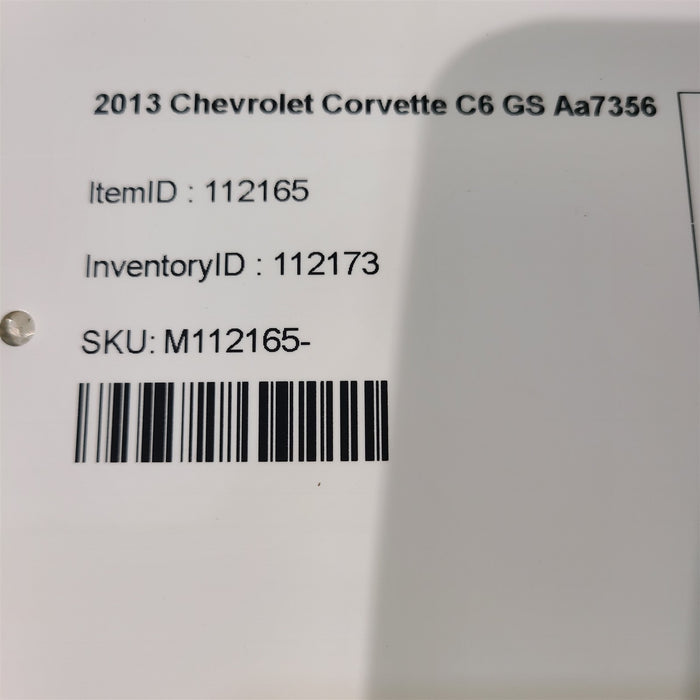 2013 Chevrolet Corvette C6 GS Aa7356
ItemID : 112165
InventoryID : 112173
SKU: M112165-